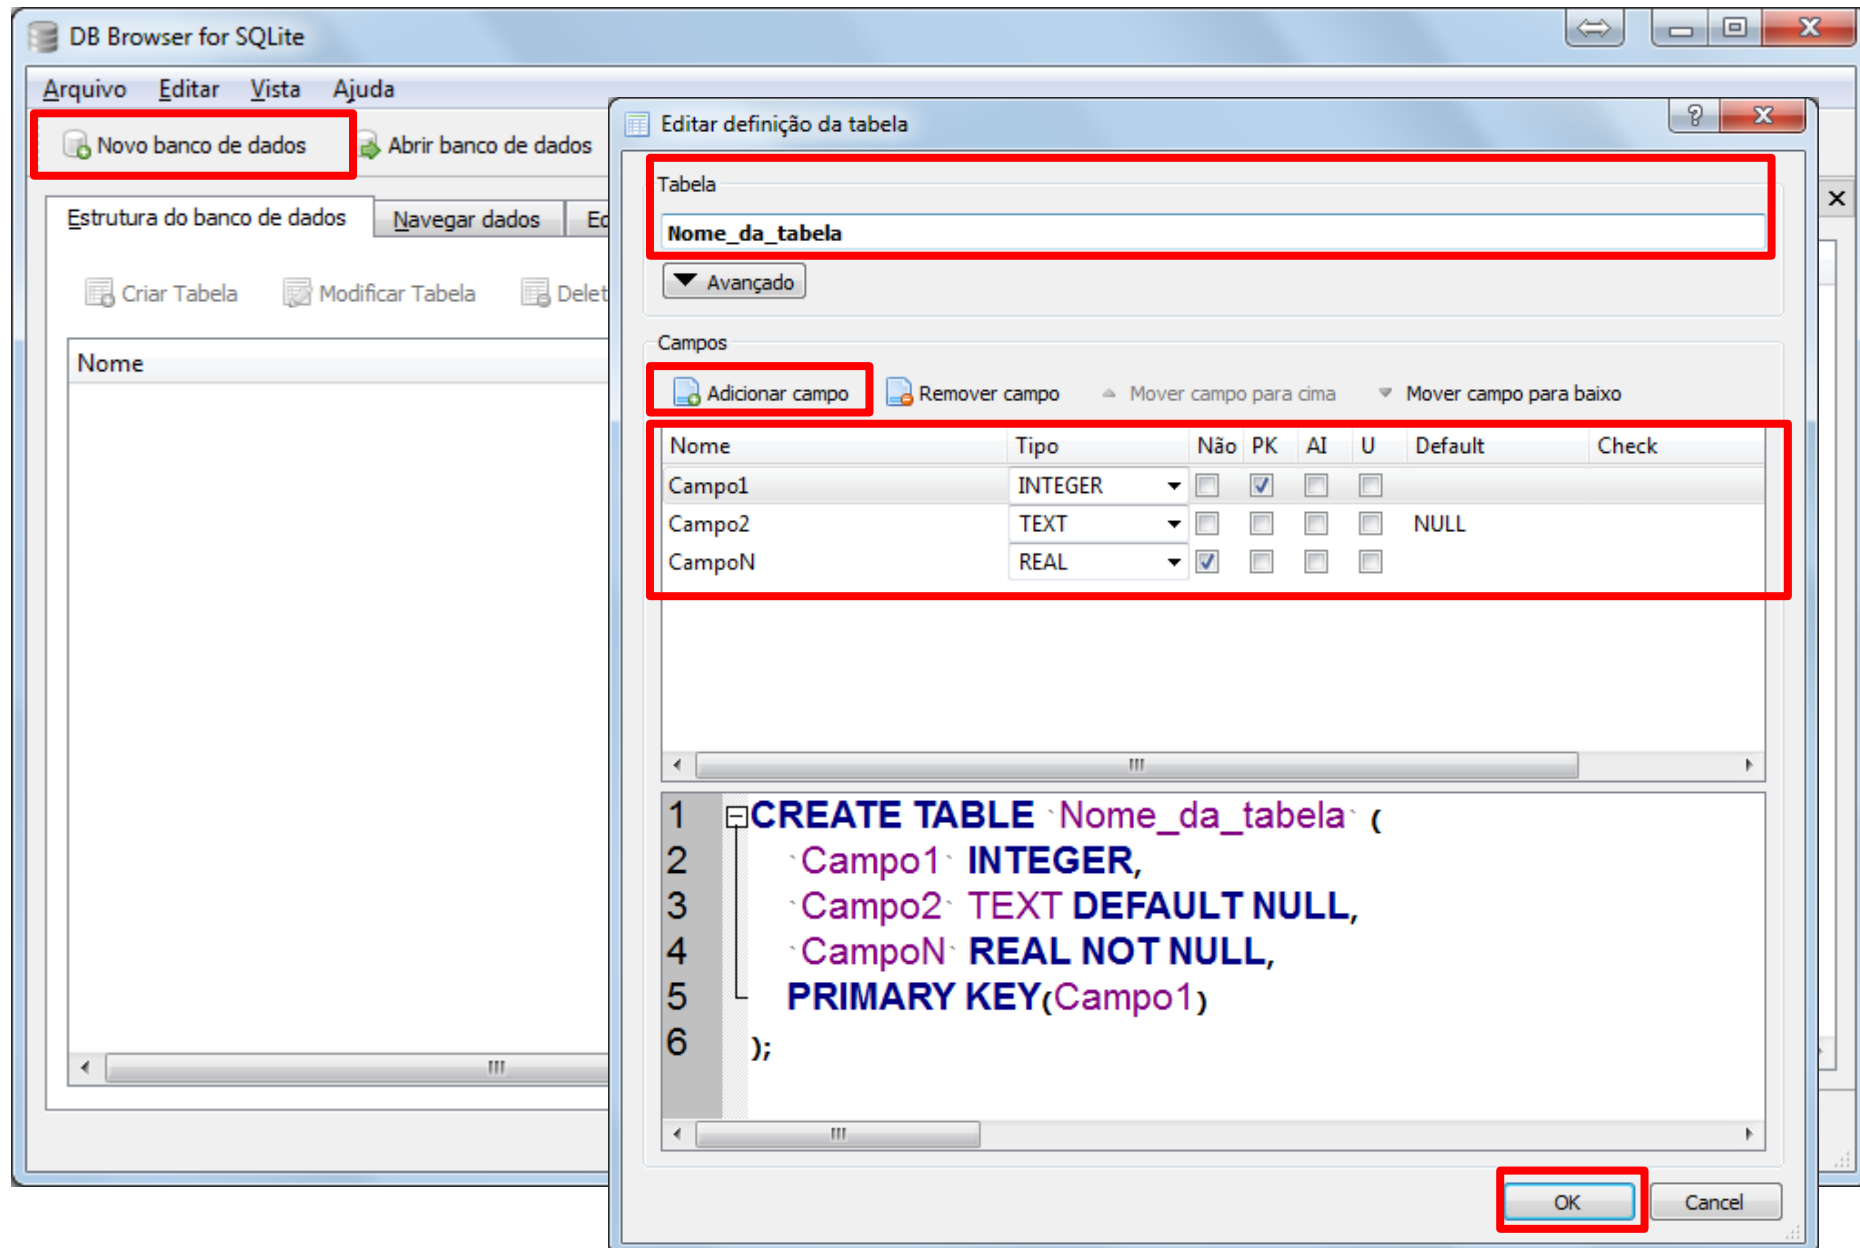 DB Browser for SQLite
Arquivo Editar Vista Ajuda
Novo banco de dados Abrir banco de dados
Estrutura do banco de dados Navegar dados
Criar Tabela Modificar Tabela Delet
Nome
Editar definição da tabela
Tabela
Nome_da_tabela
Avançado
Campos
Adicionar campo Remover campo Mover campo para cima Mover campo para baixo
Nome Tipo Não PK AI U Default Check
Campo1 INTEGER
Campo2 TEXT NULL
CampoN REAL
1 CREATE TABLE `Nome_da_tabela` (
2 `Campo1` INTEGER,
3 `Campo2` TEXT DEFAULT NULL,
4 `CampoN` REAL NOT NULL,
5 PRIMARY KEY(Campo1)
6 );
OK Cancel